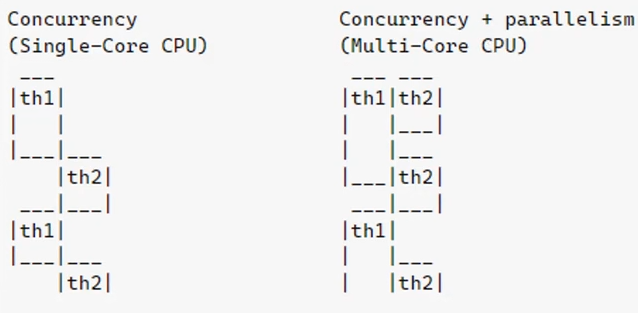 Concurrency                 Concurrency + parallelism
(Single-Core CPU)           (Multi-Core CPU)
 ___                         ___ ___
|th1|                       |th1|th2|
|   |                       |   |___|
|___|___                    |   |___
    |th2|                   |___|th2|
 ___|___|                    ___|___|
|th1|                       |th1|
|___|___                    |   |___
    |th2|                   |   |th2|